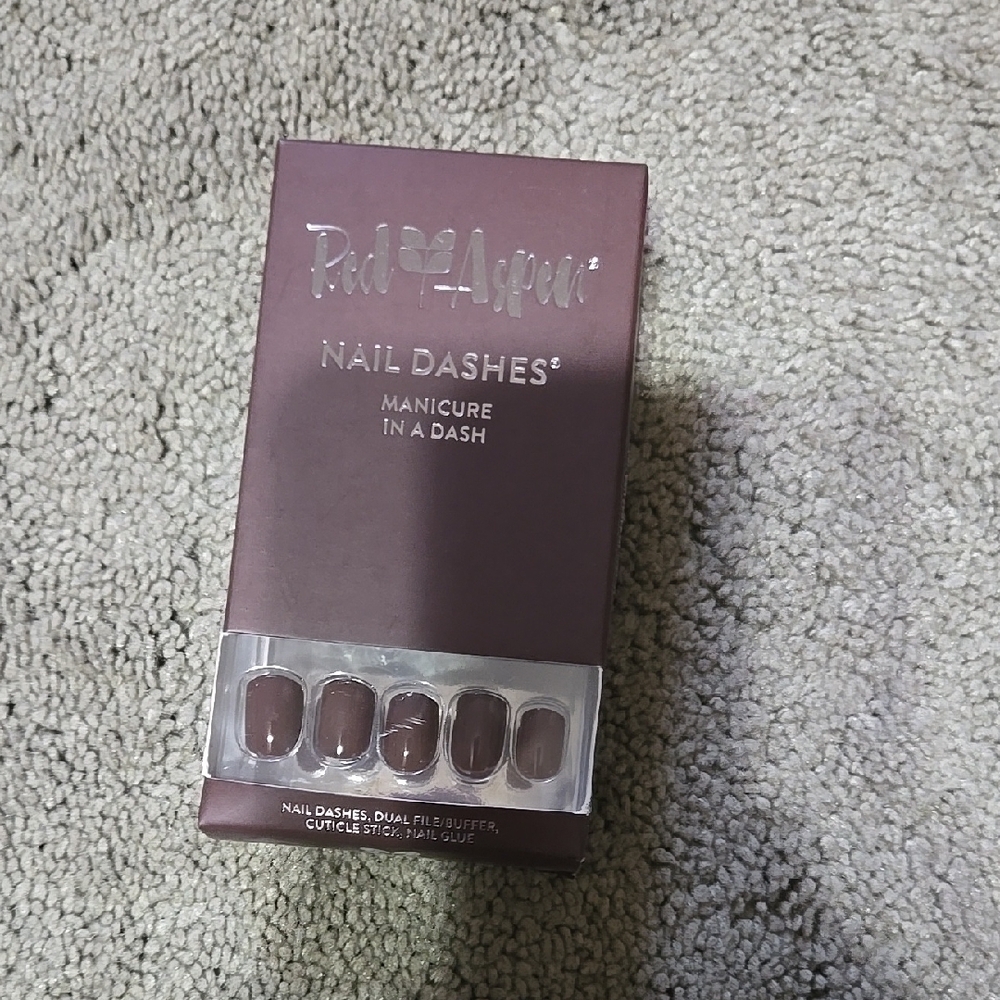 Red Aspen®
NAIL DASHES®
MANICURE
IN A DASH
NAIL DASHES, DUAL FILE/BUFFER,
CUTICLE STICK, NAIL GLUE